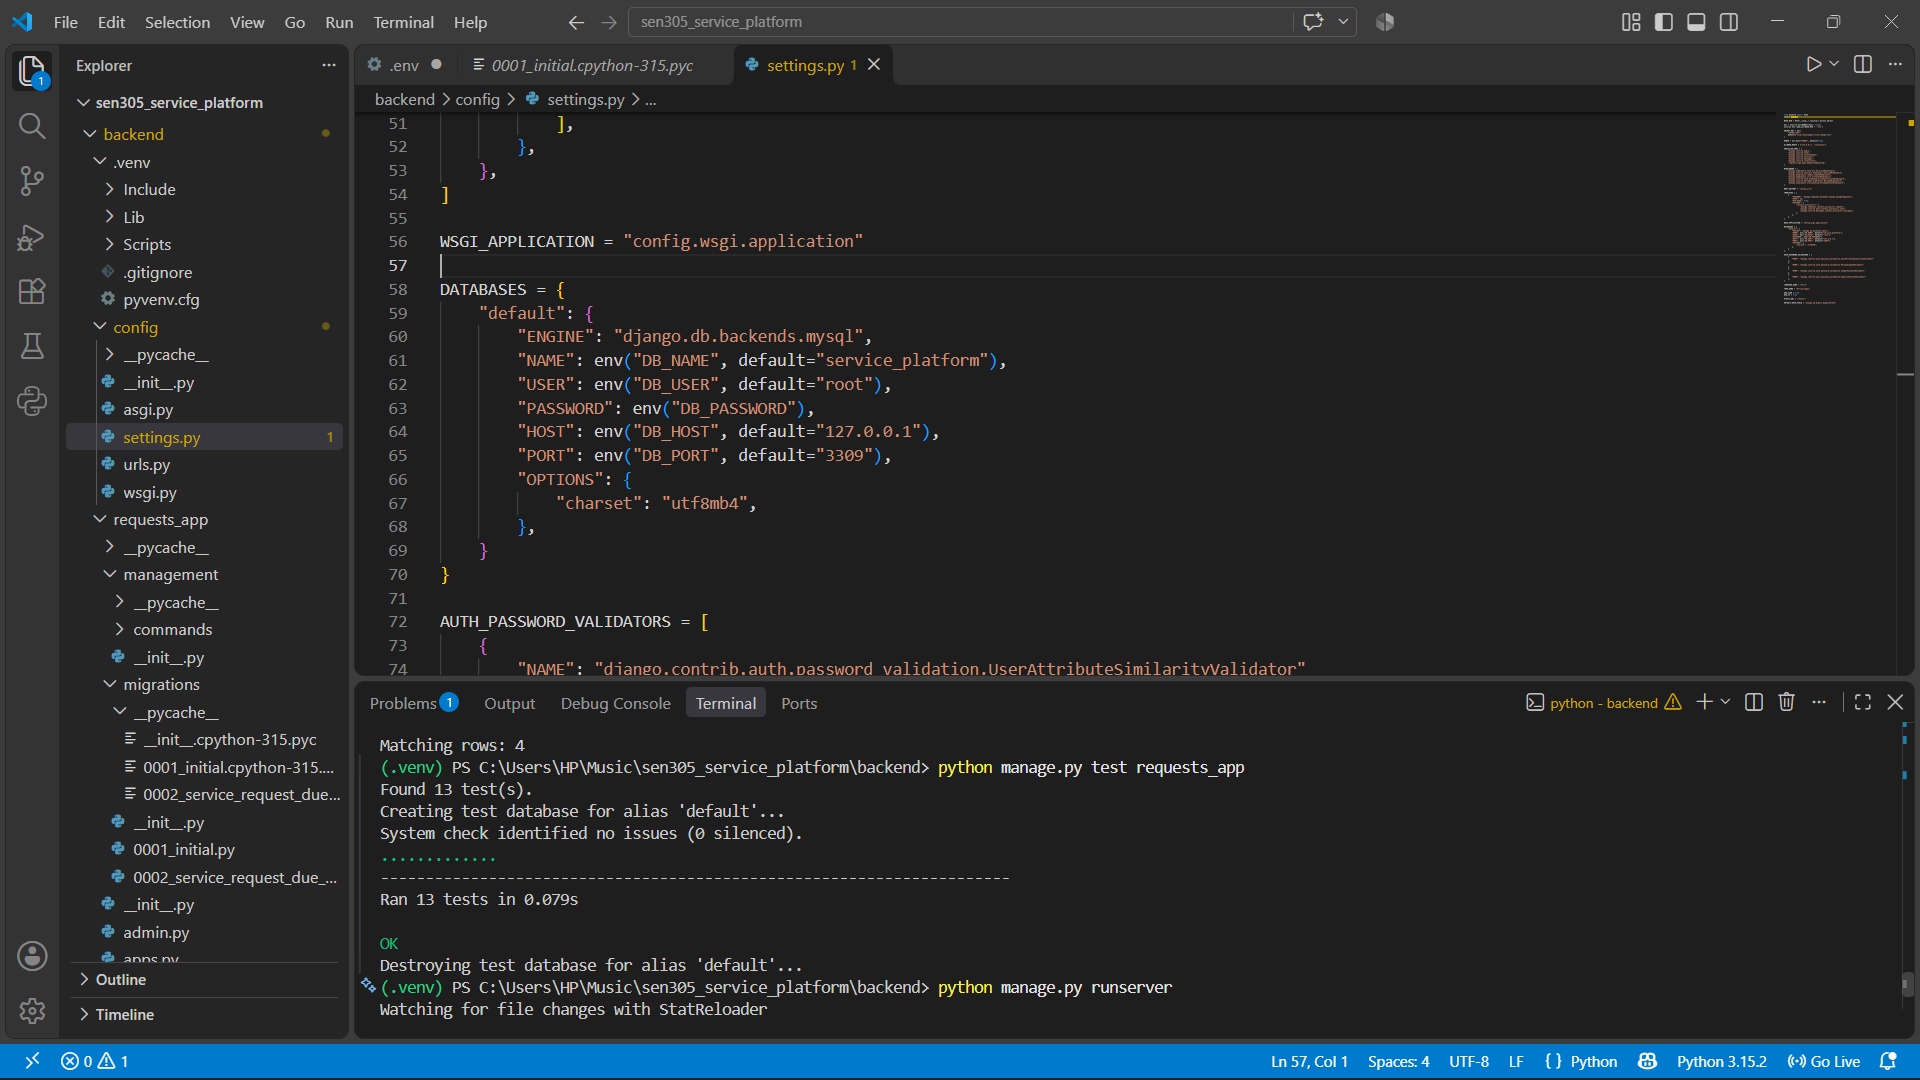 File Edit Selection View Go Run Terminal Help
sen305_service_platform
Explorer
sen305_service_platform
backend
.venv
Include
Lib
Scripts
.gitignore
pyvenv.cfg
config
__pycache__
__init__.py
asgi.py
settings.py 1
urls.py
wsgi.py
requests_app
__pycache__
management
__pycache__
commands
__init__.py
migrations
__pycache__
__init__.cpython-315.pyc
0001_initial.cpython-315....
0002_service_request_due...
__init__.py
0001_initial.py
0002_service_request_due_...
__init__.py
admin.py
apps.py
Outline
Timeline
1
.env
0001_initial.cpython-315.pyc
settings.py 1
backend > config > settings.py > ...
51 ],
52 },
53 },
54 ]
55
56 WSGI_APPLICATION = "config.wsgi.application"
57
58 DATABASES = {
59 "default": {
60 "ENGINE": "django.db.backends.mysql",
61 "NAME": env("DB_NAME", default="service_platform"),
62 "USER": env("DB_USER", default="root"),
63 "PASSWORD": env("DB_PASSWORD"),
64 "HOST": env("DB_HOST", default="127.0.0.1"),
65 "PORT": env("DB_PORT", default="3309"),
66 "OPTIONS": {
67 "charset": "utf8mb4",
68 },
69 }
70 }
71
72 AUTH_PASSWORD_VALIDATORS = [
73 {
74 "NAME": "django.contrib.auth.password_validation.UserAttributeSimilarityValidator"
Problems 1 Output Debug Console Terminal Ports
python - backend
Matching rows: 4
(.venv) PS C:\Users\HP\Music\sen305_service_platform\backend> python manage.py test requests_app
Found 13 test(s).
Creating test database for alias 'default'...
System check identified no issues (0 silenced).
.............
----------------------------------------------------------------------
Ran 13 tests in 0.079s
OK
Destroying test database for alias 'default'...
(.venv) PS C:\Users\HP\Music\sen305_service_platform\backend> python manage.py runserver
Watching for file changes with StatReloader
0 1
Ln 57, Col 1 Spaces: 4 UTF-8 LF {} Python Python 3.15.2 Go Live